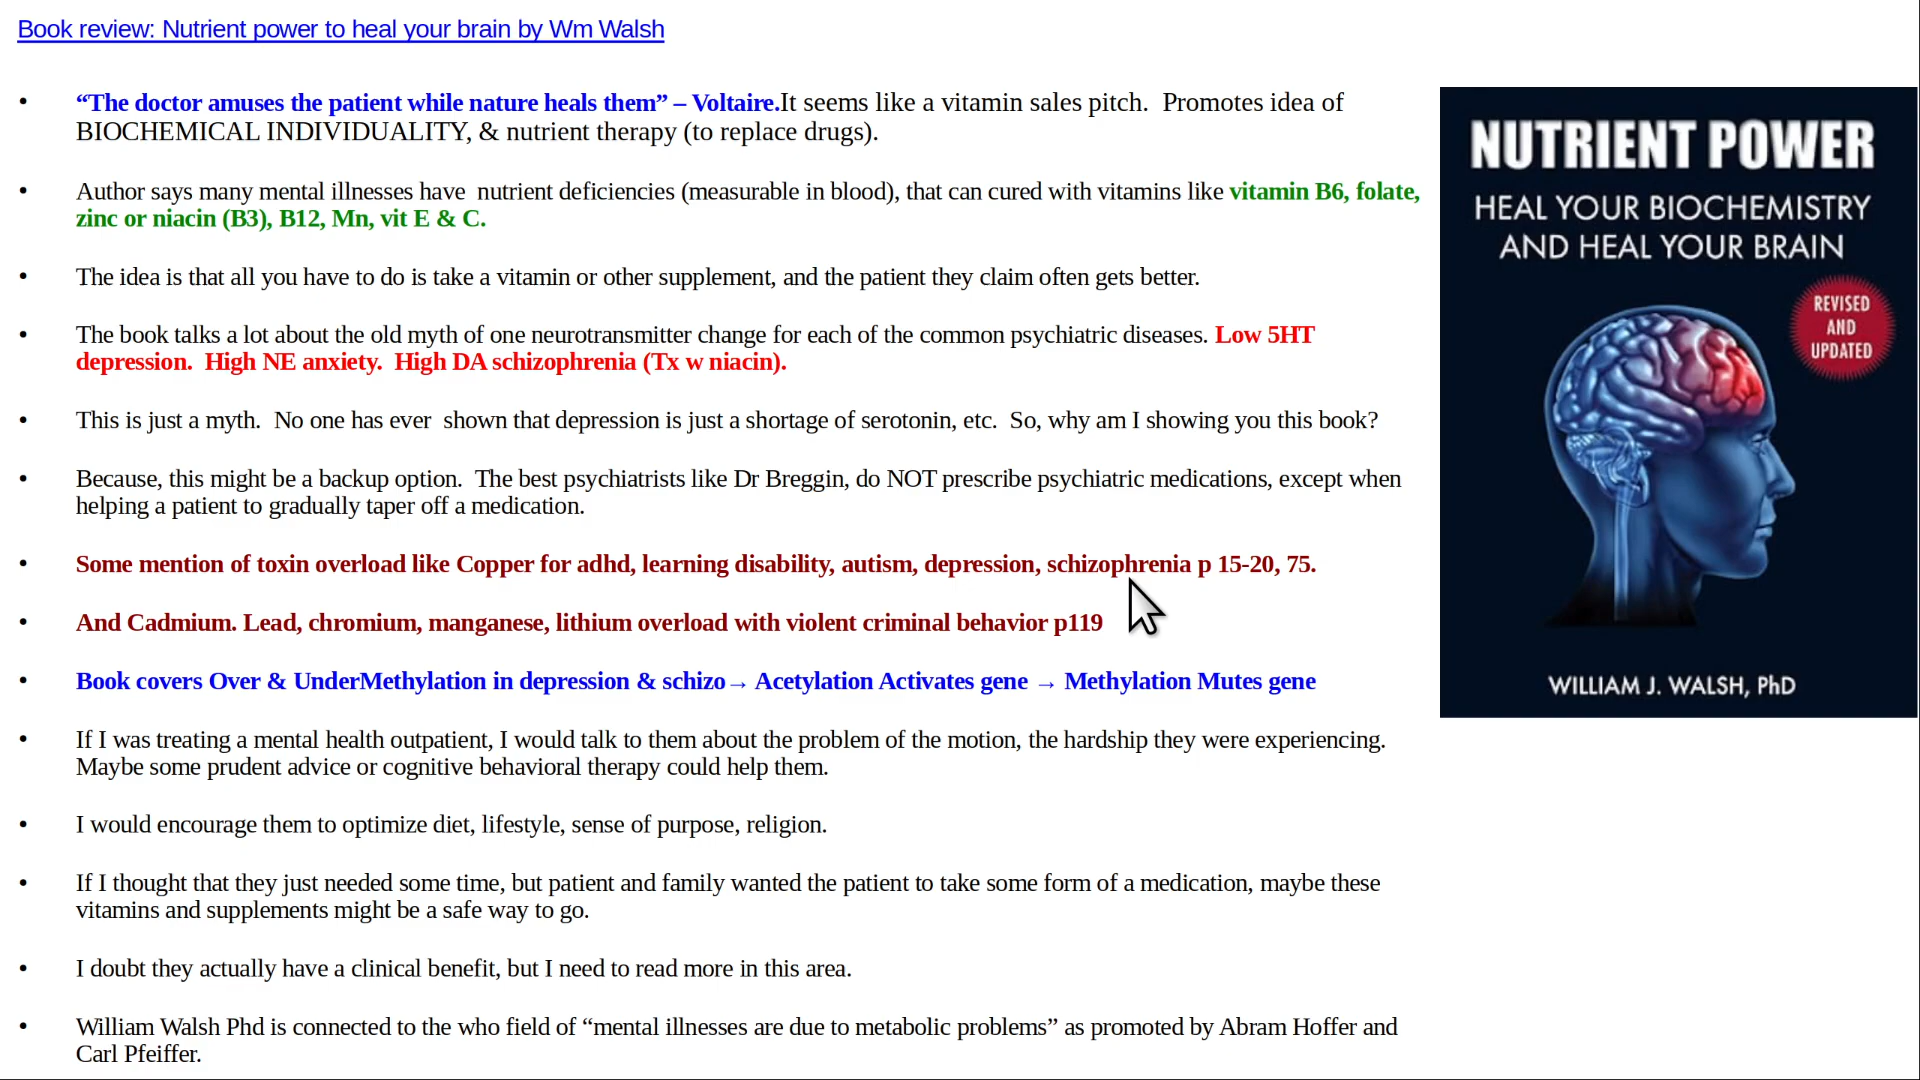 Book review: Nutrient power to heal your brain by Wm Walsh
• “The doctor amuses the patient while nature heals them” – Voltaire.It seems like a vitamin sales pitch.  Promotes idea of
BIOCHEMICAL INDIVIDUALITY, & nutrient therapy (to replace drugs).
• Author says many mental illnesses have  nutrient deficiencies (measurable in blood), that can cured with vitamins like vitamin B6, folate,
zinc or niacin (B3), B12, Mn, vit E & C.
• The idea is that all you have to do is take a vitamin or other supplement, and the patient they claim often gets better.
• The book talks a lot about the old myth of one neurotransmitter change for each of the common psychiatric diseases. Low 5HT
depression.  High NE anxiety.  High DA schizophrenia (Tx w niacin).
• This is just a myth.  No one has ever  shown that depression is just a shortage of serotonin, etc.  So, why am I showing you this book?
• Because, this might be a backup option.  The best psychiatrists like Dr Breggin, do NOT prescribe psychiatric medications, except when
helping a patient to gradually taper off a medication.
• Some mention of toxin overload like Copper for adhd, learning disability, autism, depression, schizophrenia p 15-20, 75.
• And Cadmium. Lead, chromium, manganese, lithium overload with violent criminal behavior p119
• Book covers Over & UnderMethylation in depression & schizo→ Acetylation Activates gene → Methylation Mutes gene
• If I was treating a mental health outpatient, I would talk to them about the problem of the motion, the hardship they were experiencing.
Maybe some prudent advice or cognitive behavioral therapy could help them.
• I would encourage them to optimize diet, lifestyle, sense of purpose, religion.
• If I thought that they just needed some time, but patient and family wanted the patient to take some form of a medication, maybe these
vitamins and supplements might be a safe way to go.
• I doubt they actually have a clinical benefit, but I need to read more in this area.
• William Walsh Phd is connected to the who field of “mental illnesses are due to metabolic problems” as promoted by Abram Hoffer and
Carl Pfeiffer.
NUTRIENT POWER
HEAL YOUR BIOCHEMISTRY
AND HEAL YOUR BRAIN
REVISED
AND
UPDATED
WILLIAM J. WALSH, PhD